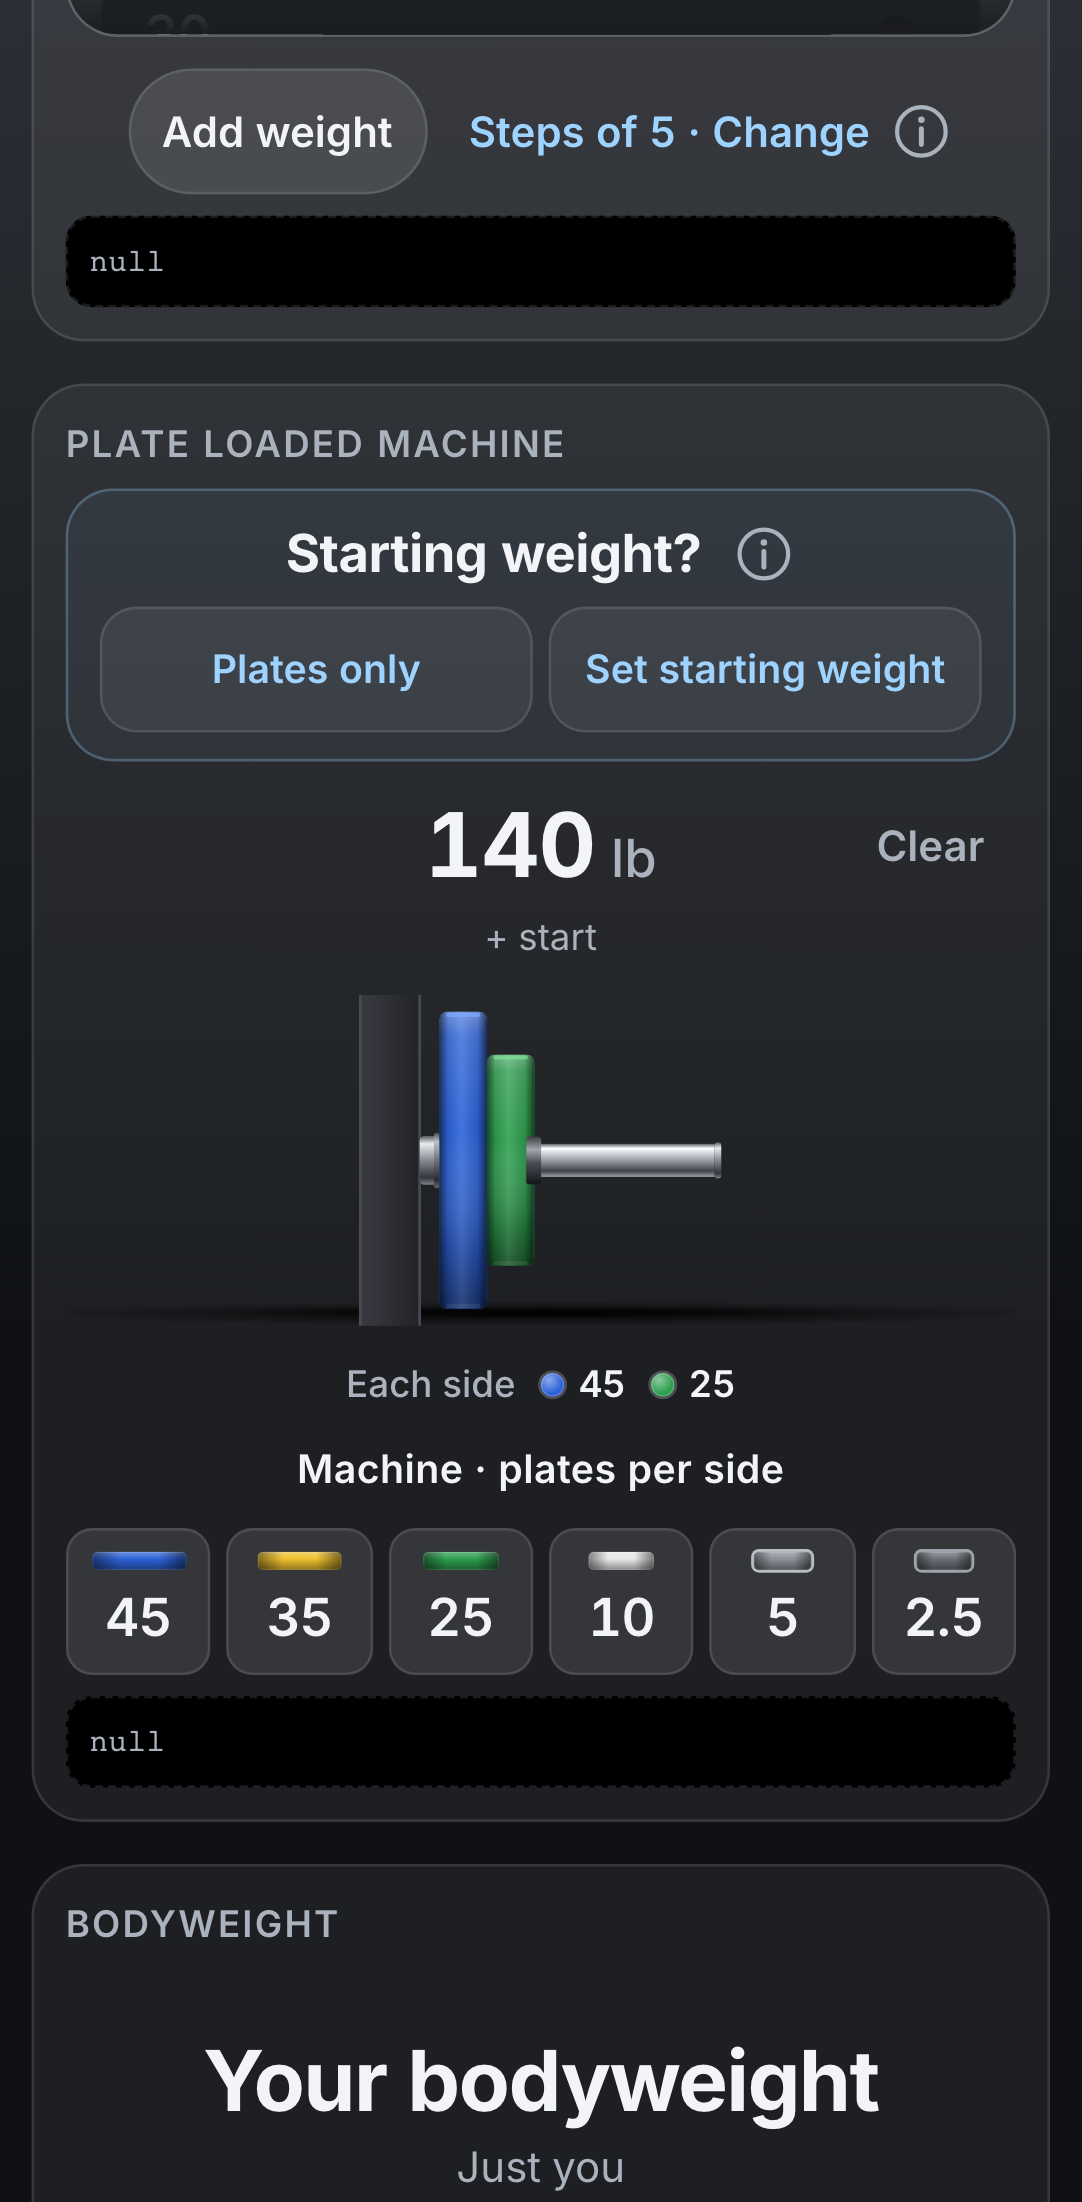 Add weight
Steps of 5 · Change
null
PLATE LOADED MACHINE
Starting weight?
Plates only
Set starting weight
140 lb
Clear
+ start
Each side 45 25
Machine · plates per side
45 35 25 10 5 2.5
null
BODYWEIGHT
Your bodyweight
Just you